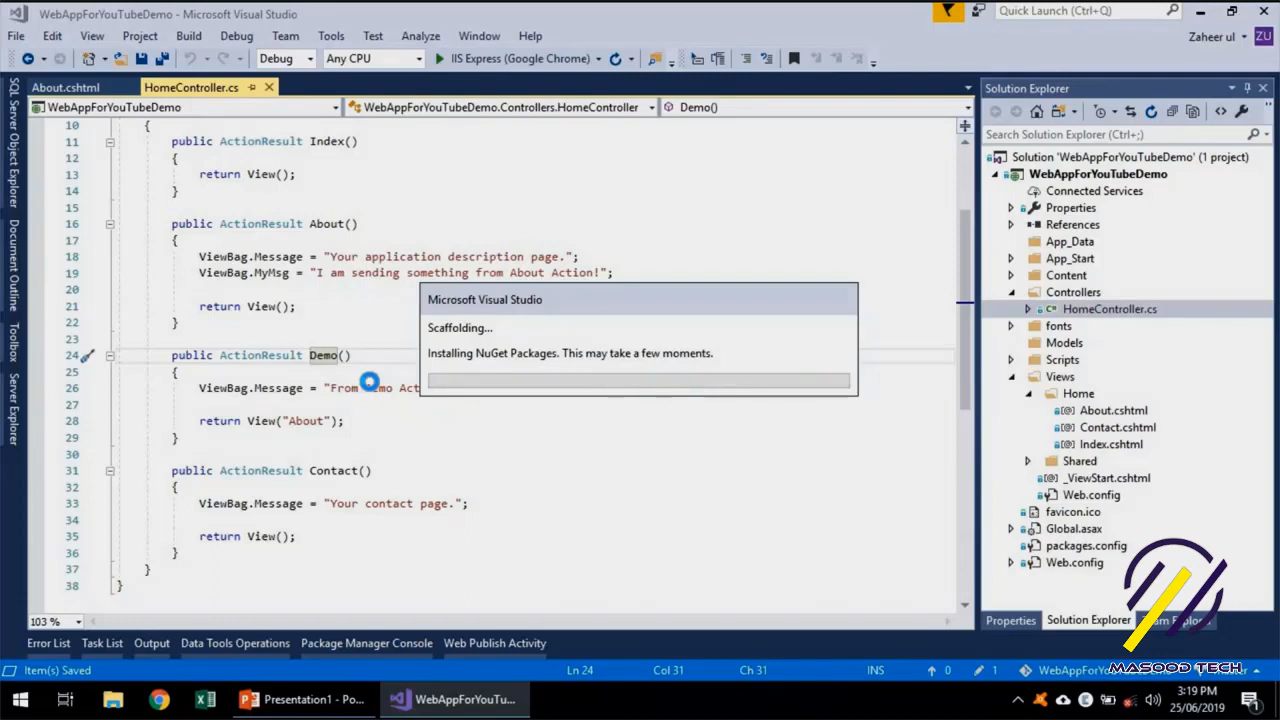 WebAppForYouTubeDemo - Microsoft Visual Studio
Quick Launch (Ctrl+Q)
File Edit View Project Build Debug Team Tools Test Analyze Window Help
Zaheer ul ZU
Debug Any CPU IIS Express (Google Chrome)
About.cshtml HomeController.cs
WebAppForYouTubeDemo WebAppForYouTubeDemo.Controllers.HomeController Demo()
SQL Server Object Explorer
Document Outline
Toolbox
Server Explorer
10 {
11 public ActionResult Index()
12 {
13 return View();
14 }
15
16 public ActionResult About()
17 {
18 ViewBag.Message = "Your application description page.";
19 ViewBag.MyMsg = "I am sending something from About Action!";
20
21 return View();
22 }
23
24 public ActionResult Demo()
25 {
26 ViewBag.Message = "From Demo Act
27
28 return View("About");
29 }
30
31 public ActionResult Contact()
32 {
33 ViewBag.Message = "Your contact page.";
34
35 return View();
36 }
37 }
38 }
Microsoft Visual Studio
Scaffolding...
Installing NuGet Packages. This may take a few moments.
Solution Explorer
Search Solution Explorer (Ctrl+;)
Solution 'WebAppForYouTubeDemo' (1 project)
WebAppForYouTubeDemo
Connected Services
Properties
References
App_Data
App_Start
Content
Controllers
C# HomeController.cs
fonts
Models
Scripts
Views
Home
[@] About.cshtml
[@] Contact.cshtml
[@] Index.cshtml
Shared
[@] _ViewStart.cshtml
Web.config
favicon.ico
Global.asax
packages.config
Web.config
Properties Solution Explorer Team Explorer
103 %
Error List Task List Output Data Tools Operations Package Manager Console Web Publish Activity
Item(s) Saved Ln 24 Col 31 Ch 31 INS 0 1 WebAppForYouTubeDemo master
MASOOD TECH
Presentation1 - Po... WebAppForYouTu...
3:19 PM
25/06/2019
1